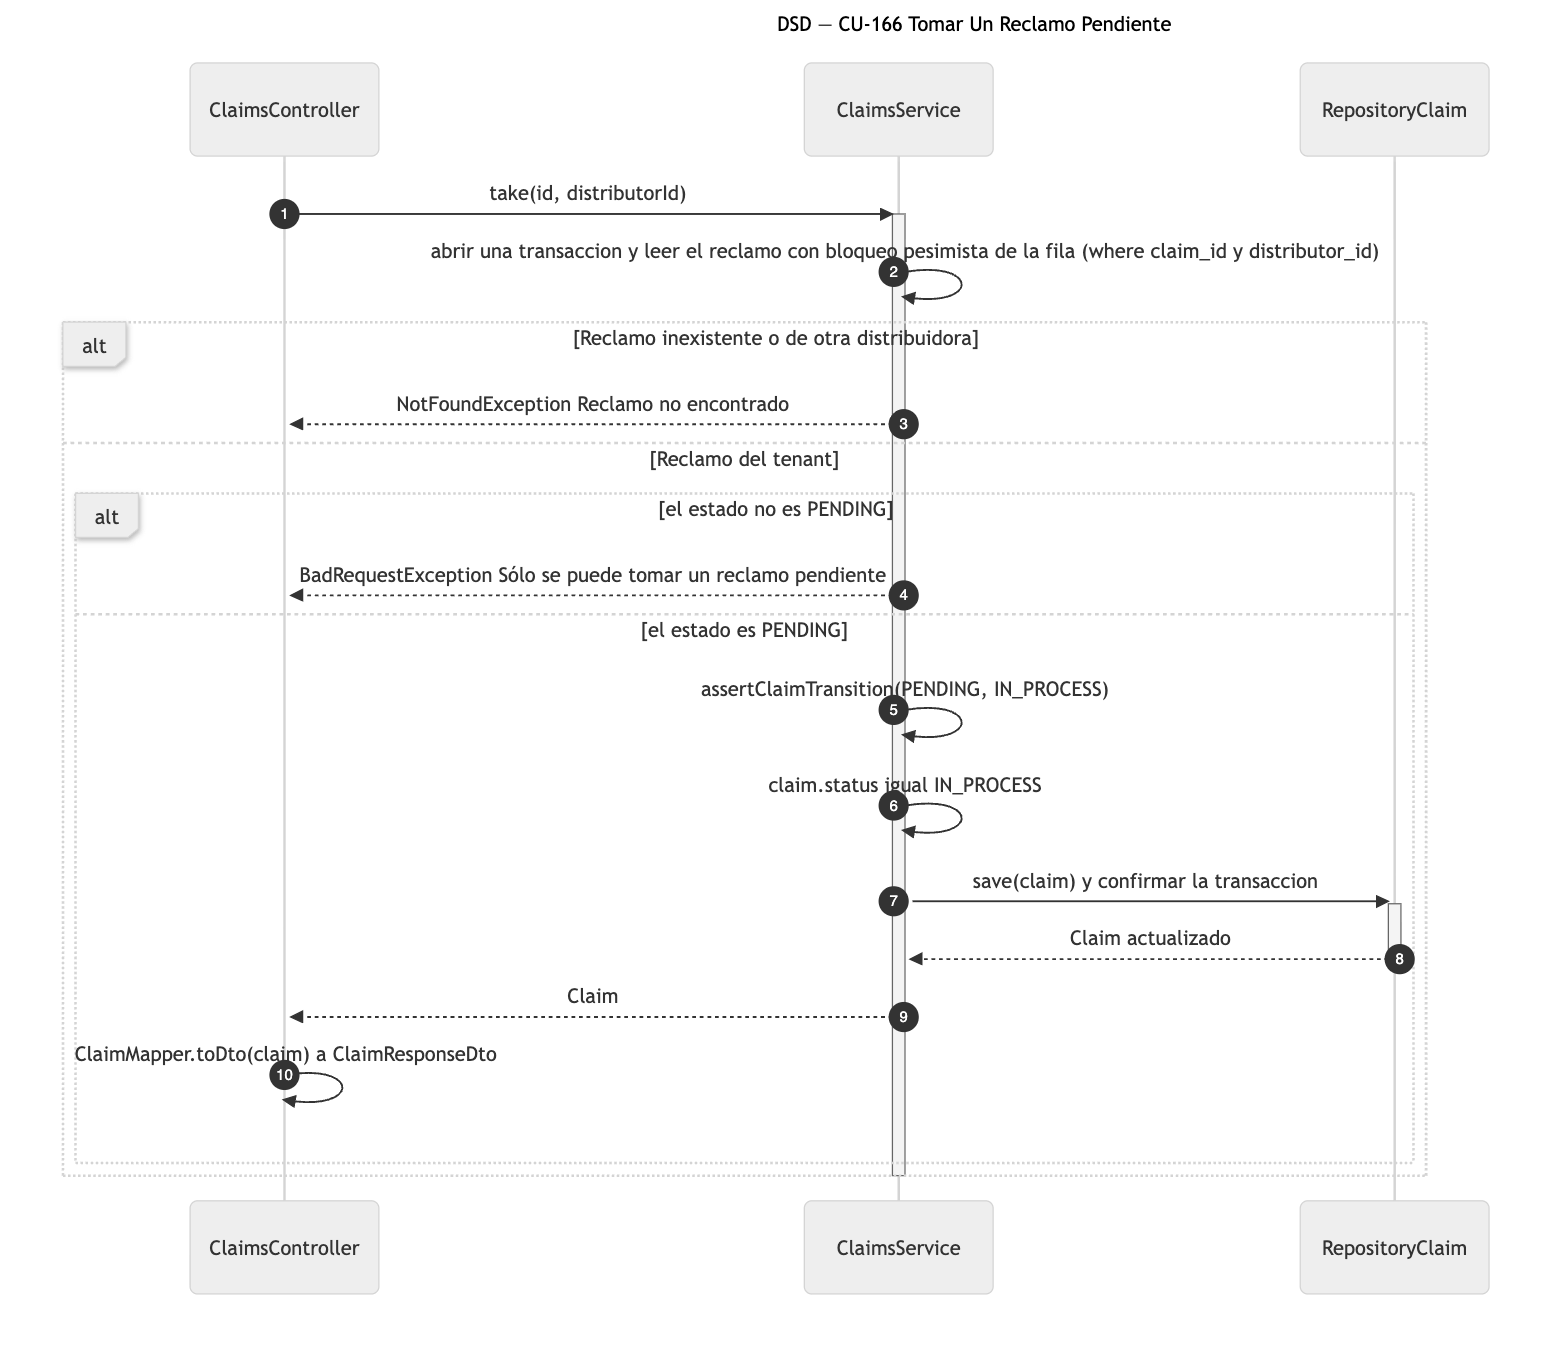 DSD — CU-166 Tomar Un Reclamo Pendiente
ClaimsController
ClaimsService
RepositoryClaim
take(id, distributorId)
1
abrir una transaccion y leer el reclamo con bloqueo pesimista de la fila (where claim_id y distributor_id)
2
alt
[Reclamo inexistente o de otra distribuidora]
NotFoundException Reclamo no encontrado
3
[Reclamo del tenant]
alt
[el estado no es PENDING]
BadRequestException Sólo se puede tomar un reclamo pendiente
4
[el estado es PENDING]
assertClaimTransition(PENDING, IN_PROCESS)
5
claim.status igual IN_PROCESS
6
save(claim) y confirmar la transaccion
7
Claim actualizado
8
Claim
9
ClaimMapper.toDto(claim) a ClaimResponseDto
10
ClaimsController
ClaimsService
RepositoryClaim